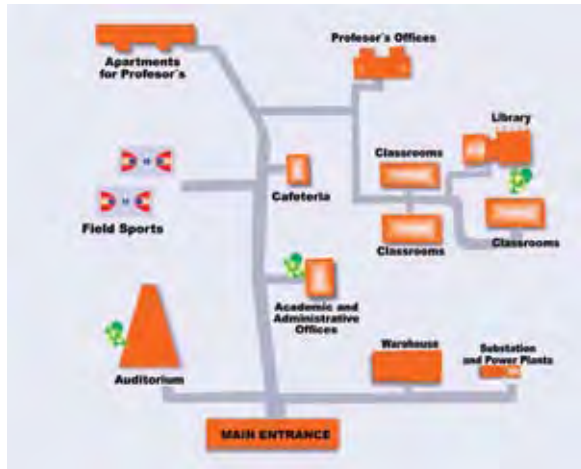 Profesor's Offices
Apartments
for Profesor's
Library
Classrooms
Cafeteria
Field Sports
Classrooms
Classrooms
Academic and
Administrative
Offices
Warehouse
Substation
and Power Plants
Auditorium
MAIN ENTRANCE